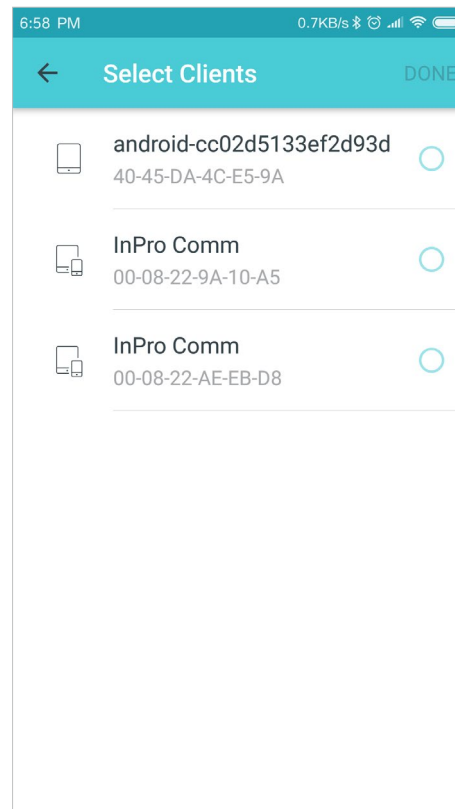 6:58 PM 0.7KB/s
Select Clients DONE
android-cc02d5133ef2d93d
40-45-DA-4C-E5-9A
InPro Comm
00-08-22-9A-10-A5
InPro Comm
00-08-22-AE-EB-D8